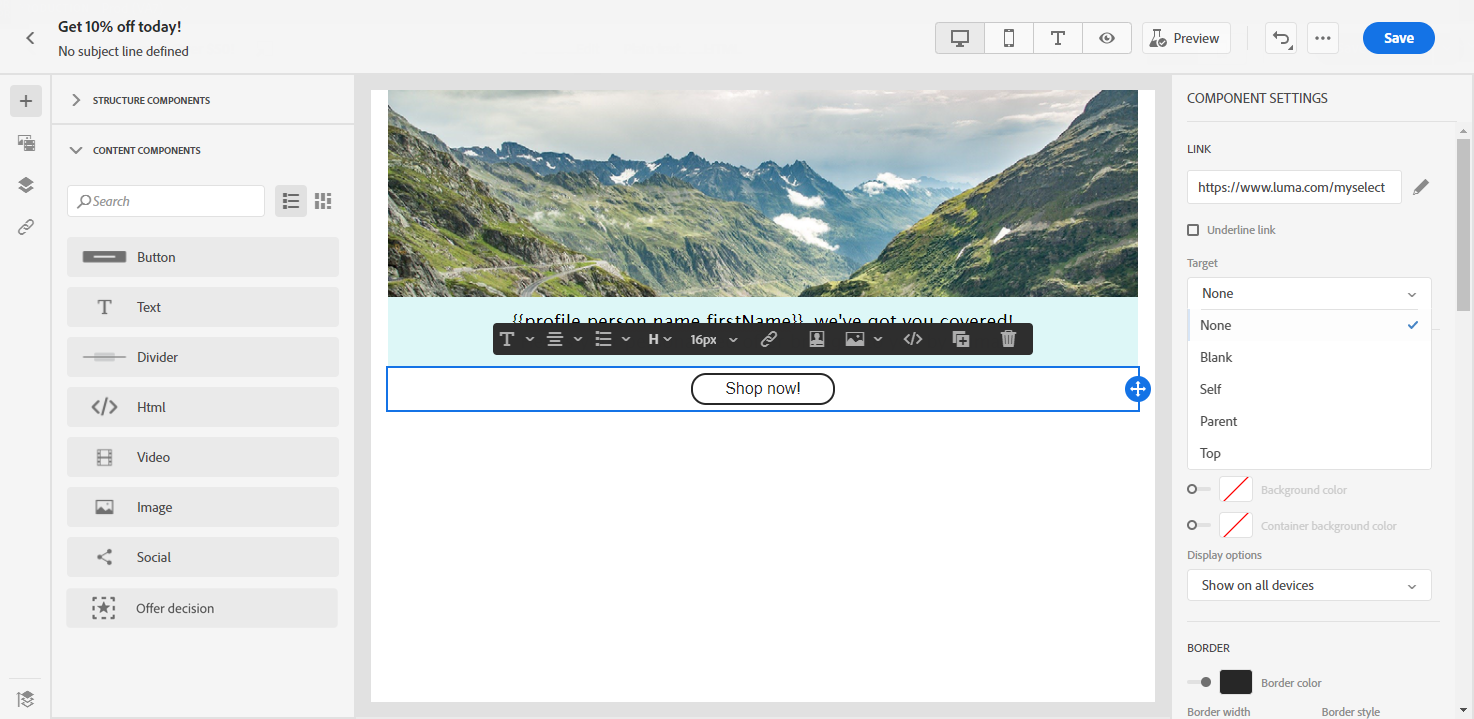 Get 10% off today!
No subject line defined
Preview
Save
STRUCTURE COMPONENTS
CONTENT COMPONENTS
Search
Button
Text
Divider
Html
Video
Image
Social
Offer decision
{{profile.person.name.firstName}}, we've got you covered!
H
16px
Shop now!
COMPONENT SETTINGS
LINK
https://www.luma.com/myselect
Underline link
Target
None
None
Blank
Self
Parent
Top
Background color
Container background color
Display options
Show on all devices
BORDER
Border color
Border width Border style